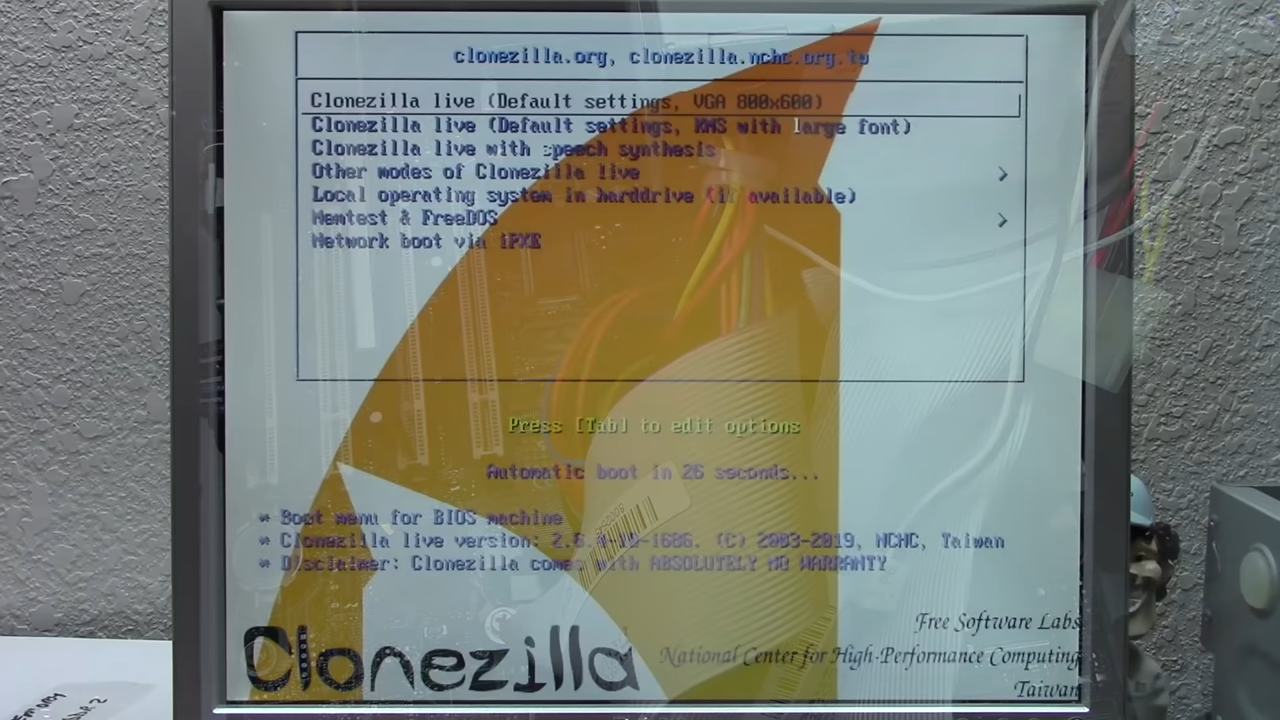 clonezilla.org, clonezilla.nchc.org.tw
Clonezilla live (Default settings, VGA 800x600)
Clonezilla live (Default settings, KMS with large font)
Clonezilla live with speech synthesis
Other modes of Clonezilla live >
Local operating system in harddrive (if available)
Memtest & FreeDOS >
Network boot via iPXE
Press [Tab] to edit options
Automatic boot in 26 seconds...
* Boot menu for BIOS machine
* Clonezilla live version: 2.6.4-10-i686. (C) 2003-2019, NCHC, Taiwan
* Disclaimer: Clonezilla comes with ABSOLUTELY NO WARRANTY
Clonezilla
Free Software Labs
National Center for High-Performance Computing
Taiwan